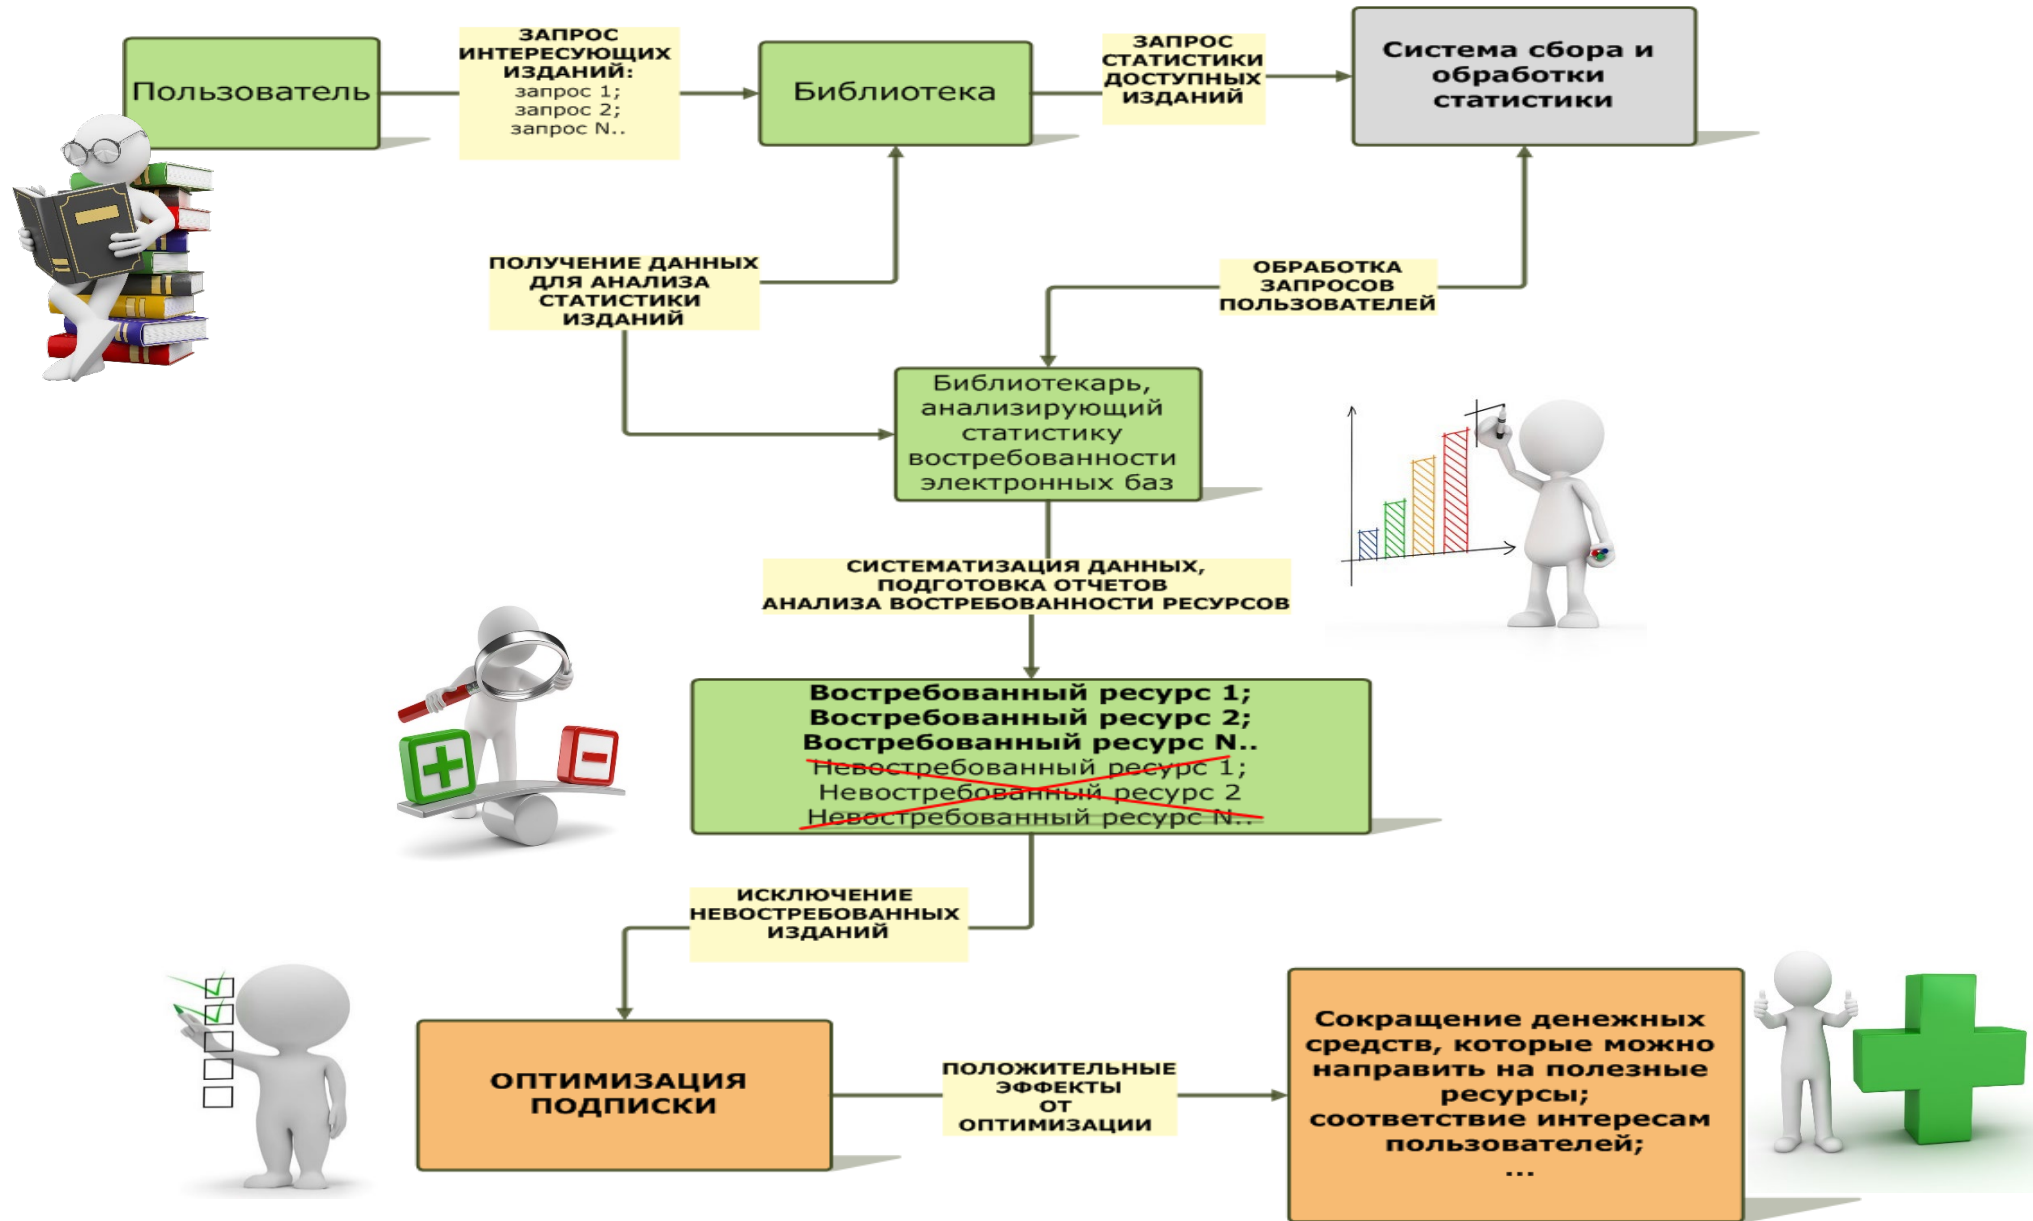 Пользователь
ЗАПРОС
ИНТЕРЕСУЮЩИХ
ИЗДАНИЙ:
запрос 1;
запрос 2;
запрос N..
Библиотека
ЗАПРОС
СТАТИСТИКИ
ДОСТУПНЫХ
ИЗДАНИЙ
Система сбора и
обработки
статистики
ПОЛУЧЕНИЕ ДАННЫХ
ДЛЯ АНАЛИЗА
СТАТИСТИКИ
ИЗДАНИЙ
ОБРАБОТКА
ЗАПРОСОВ
ПОЛЬЗОВАТЕЛЕЙ
Библиотекарь,
анализирующий
статистику
востребованности
электронных баз
СИСТЕМАТИЗАЦИЯ ДАННЫХ,
ПОДГОТОВКА ОТЧЕТОВ
АНАЛИЗА ВОСТРЕБОВАННОСТИ РЕСУРСОВ
Востребованный ресурс 1;
Востребованный ресурс 2;
Востребованный ресурс N..
Невостребованный ресурс 1;
Невостребованный ресурс 2
Невостребованный ресурс N..
ИСКЛЮЧЕНИЕ
НЕВОСТРЕБОВАННЫХ
ИЗДАНИЙ
ОПТИМИЗАЦИЯ
ПОДПИСКИ
ПОЛОЖИТЕЛЬНЫЕ
ЭФФЕКТЫ
ОТ
ОПТИМИЗАЦИИ
Сокращение денежных
средств, которые можно
направить на полезные
ресурсы;
соответствие интересам
пользователей;
...